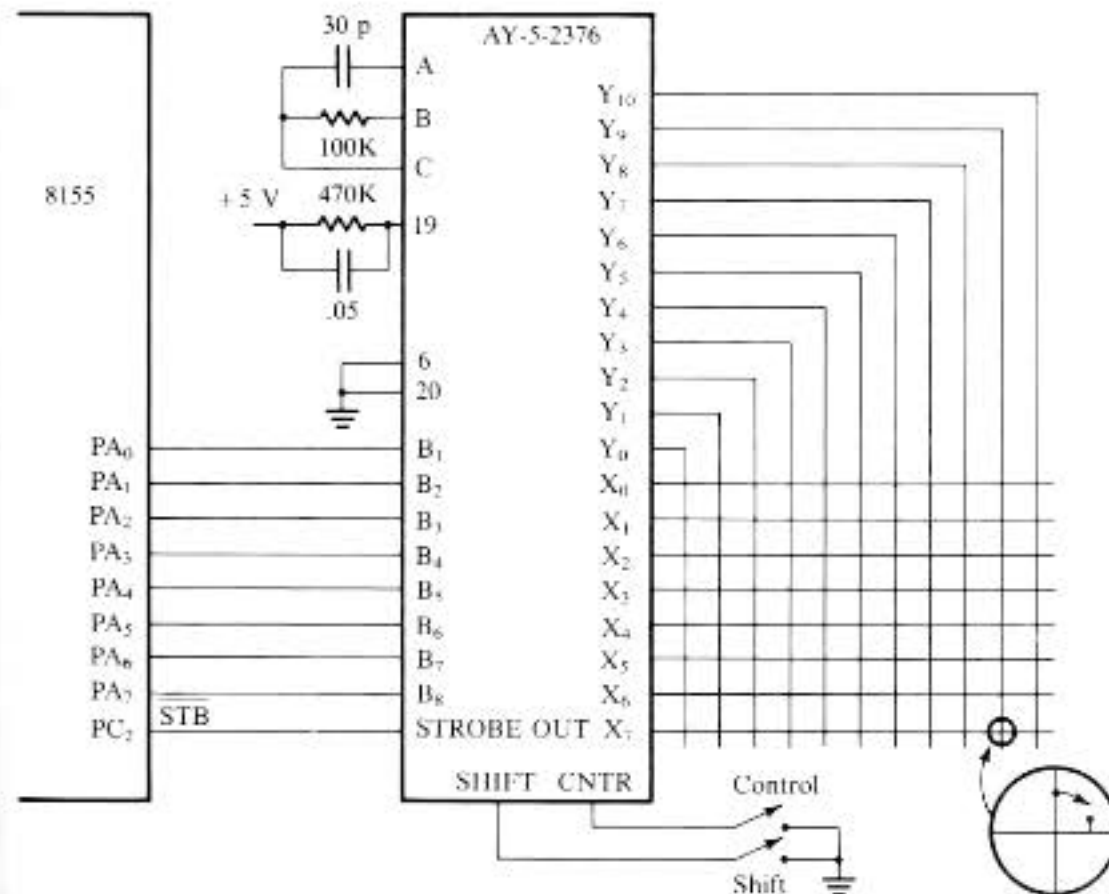 30 p
AY-5-2376
A
B
100K
C
8155
+5 V
470K
19
.05
6
20
Y₁₀
Y₉
Y₈
Y₇
Y₆
Y₅
Y₄
Y₃
Y₂
Y₁
Y₀
PA₀ B₁ X₀
PA₁ B₂ X₁
PA₂ B₃ X₂
PA₃ B₄ X₃
PA₄ B₅ X₄
PA₅ B₆ X₅
PA₆ B₇ X₆
PA₇ B₈
STB
PC₂ STROBE OUT X₇
SHIFT CNTR
Control
Shift